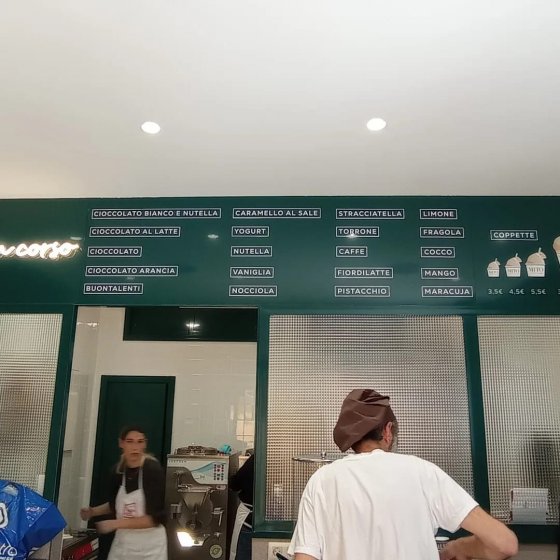 corso
CIOCCOLATO BIANCO E NUTELLA
CIOCCOLATO AL LATTE
CIOCCOLATO
CIOCCOLATO ARANCIA
BUONTALENTI
CARAMELLO AL SALE
YOGURT
NUTELLA
VANIGLIA
NOCCIOLA
STRACCIATELLA
TORRONE
CAFFE
FIORDILATTE
PISTACCHIO
LIMONE
FRAGOLA
COCCO
MANGO
MARACUJA
COPPETTE
3,5€ 4,5€ 5,5€